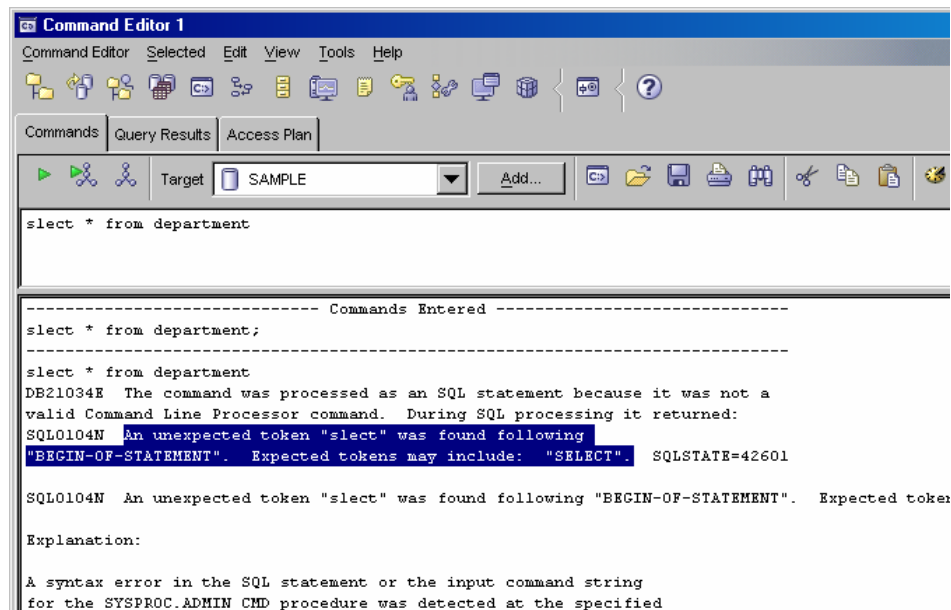 Command Editor 1
Command Editor Selected Edit View Tools Help
Commands Query Results Access Plan
Target SAMPLE Add...
slect * from department
------------------------------ Commands Entered ------------------------------
slect * from department;
------------------------------------------------------------------------------
slect * from department
DB21034E The command was processed as an SQL statement because it was not a
valid Command Line Processor command. During SQL processing it returned:
SQL0104N An unexpected token "slect" was found following
"BEGIN-OF-STATEMENT". Expected tokens may include: "SELECT". SQLSTATE=42601
SQL0104N An unexpected token "slect" was found following "BEGIN-OF-STATEMENT". Expected token
Explanation:
A syntax error in the SQL statement or the input command string
for the SYSPROC.ADMIN_CMD procedure was detected at the specified